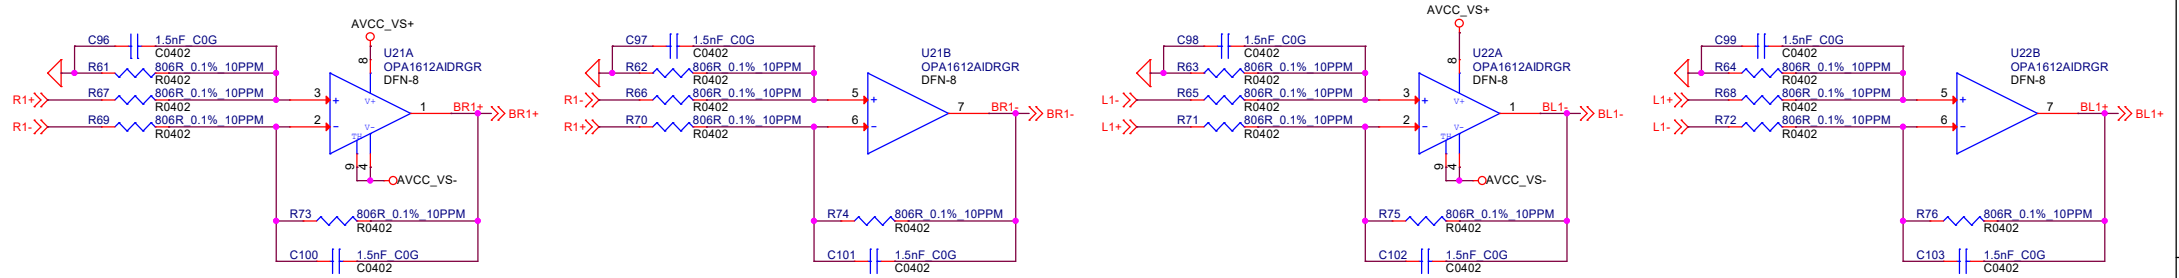 AVCC_VS+
C96 1.5nF_C0G
C0402
R61 806R_0.1%_10PPM
R0402
R1+ R67 806R_0.1%_10PPM
R0402
R1- R69 806R_0.1%_10PPM
R0402
U21A
OPA1612AIDRGR
DFN-8
8
3
2
+
-
V+
V-
TH
1
BR1+ BR1+
9
4
AVCC_VS-
R73 806R_0.1%_10PPM
R0402
C100 1.5nF_C0G
C0402
C97 1.5nF_C0G
C0402
R62 806R_0.1%_10PPM
R0402
R1- R66 806R_0.1%_10PPM
R0402
R1+ R70 806R_0.1%_10PPM
R0402
U21B
OPA1612AIDRGR
DFN-8
5
6
+
-
7
BR1- BR1-
R74 806R_0.1%_10PPM
R0402
C101 1.5nF_C0G
C0402
AVCC_VS+
C98 1.5nF_C0G
C0402
R63 806R_0.1%_10PPM
R0402
L1- R65 806R_0.1%_10PPM
R0402
L1+ R71 806R_0.1%_10PPM
R0402
U22A
OPA1612AIDRGR
DFN-8
8
3
2
+
-
V+
V-
TH
1
BL1- BL1-
9
4
AVCC_VS-
R75 806R_0.1%_10PPM
R0402
C102 1.5nF_C0G
C0402
C99 1.5nF_C0G
C0402
R64 806R_0.1%_10PPM
R0402
L1+ R68 806R_0.1%_10PPM
R0402
L1- R72 806R_0.1%_10PPM
R0402
U22B
OPA1612AIDRGR
DFN-8
5
6
+
-
7
BL1+ BL1+
R76 806R_0.1%_10PPM
R0402
C103 1.5nF_C0G
C0402